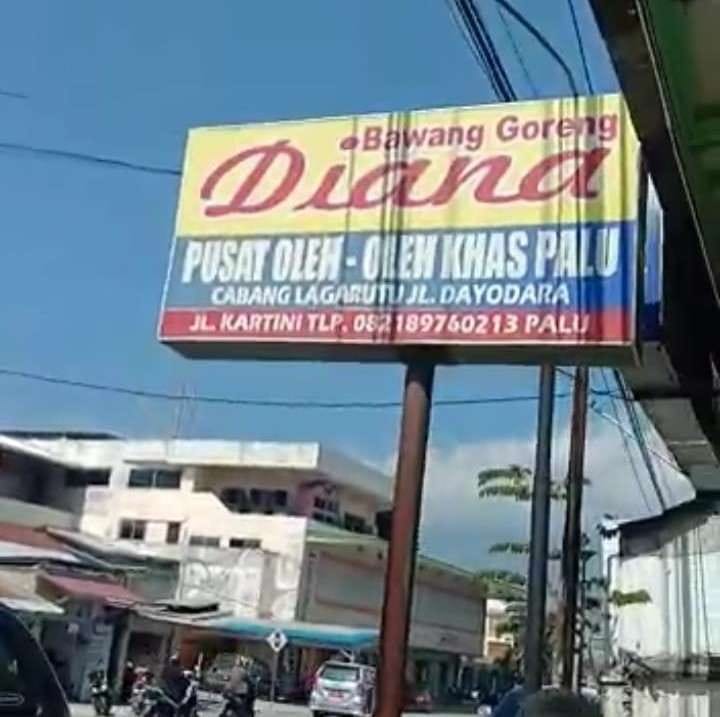 Bawang Goreng
Diana
PUSAT OLEH - OLEH KHAS PALU
CABANG LAGARUTU JL. DAYODARA
JL. KARTINI TLP. 082189760213 PALU